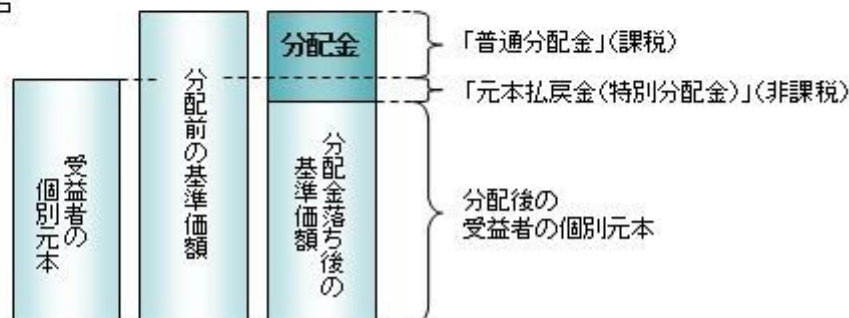 受益者の
個別元本
分配前の基準価額
分配金
分配金落ち後の
基準価額
「普通分配金」(課税)
「元本払戻金(特別分配金)」(非課税)
分配後の
受益者の個別元本